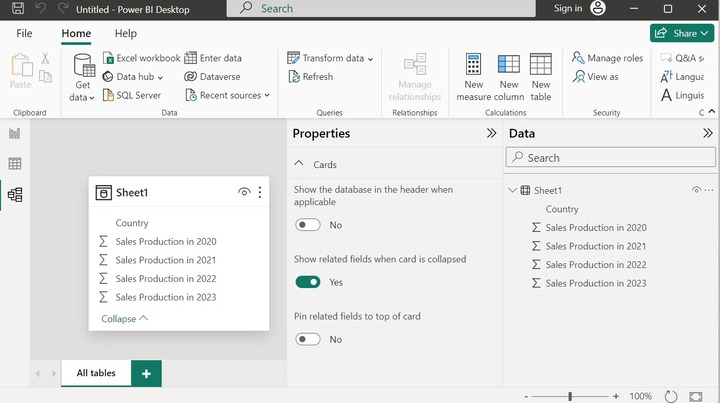 Untitled - Power BI Desktop
Search
Sign in
File
Home
Help
Share
Paste
Get data
Excel workbook
Data hub
SQL Server
Enter data
Dataverse
Recent sources
Transform data
Refresh
Manage relationships
New measure
New column
New table
Manage roles
View as
Q&A
Langua
Linguis
Clipboard
Data
Queries
Relationships
Calculations
Security
C
Sheet1
Country
Sales Production in 2020
Sales Production in 2021
Sales Production in 2022
Sales Production in 2023
Collapse
Properties
Cards
Show the database in the header when
applicable
No
Show related fields when card is collapsed
Yes
Pin related fields to top of card
No
Data
Search
Sheet1
Country
Sales Production in 2020
Sales Production in 2021
Sales Production in 2022
Sales Production in 2023
All tables
+
- + 100%